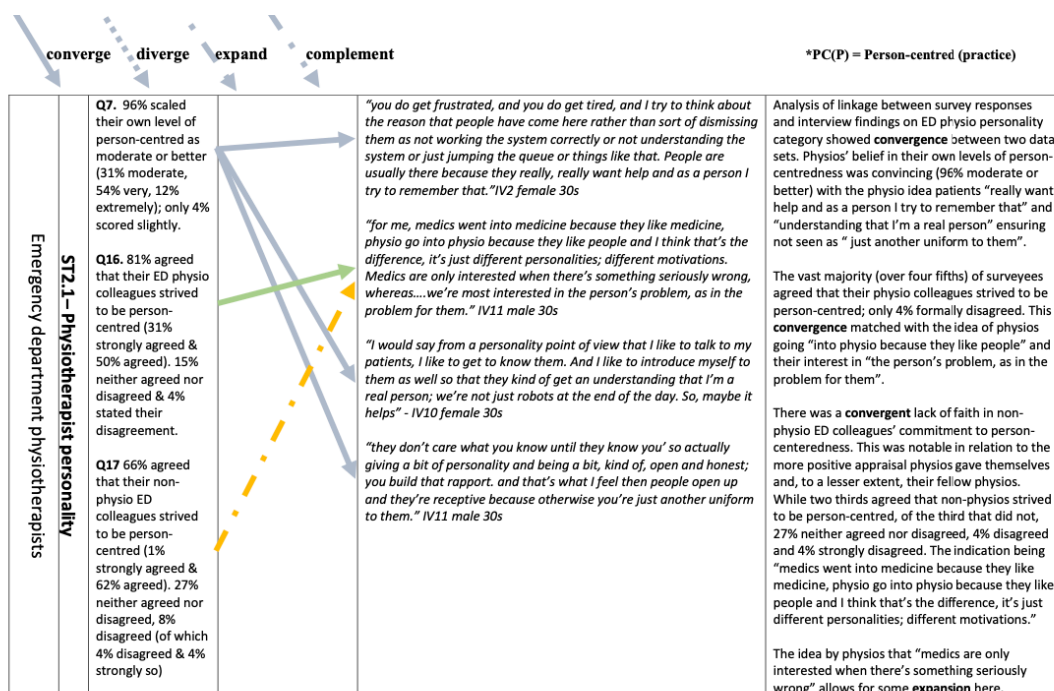 converge diverge expand complement
*PC(P) = Person-centred (practice)
Emergency department physiotherapists
ST2.1– Physiotherapist personality
Q7. 96% scaled
their own level of
person-centred as
moderate or better
(31% moderate,
54% very, 12%
extremely); only 4%
scored slightly.
Q16. 81% agreed
that their ED physio
colleagues strived
to be person-
centred (31%
strongly agreed &
50% agreed). 15%
neither agreed nor
disagreed & 4%
stated their
disagreement.
Q17 66% agreed
that their non-
physio ED
colleagues strived
to be person-
centred (1%
strongly agreed &
62% agreed). 27%
neither agreed nor
disagreed, 8%
disagreed (of which
4% disagreed & 4%
strongly so)
“you do get frustrated, and you do get tired, and I try to think about
the reason that people have come here rather than sort of dismissing
them as not working the system correctly or not understanding the
system or just jumping the queue or things like that. People are
usually there because they really, really want help and as a person I
try to remember that.”IV2 female 30s
“for me, medics went into medicine because they like medicine,
physio go into physio because they like people and I think that’s the
difference, it’s just different personalities; different motivations.
Medics are only interested when there’s something seriously wrong,
whereas….we’re most interested in the person’s problem, as in the
problem for them.” IV11 male 30s
“I would say from a personality point of view that I like to talk to my
patients, I like to get to know them. And I like to introduce myself to
them as well so that they kind of get an understanding that I’m a
real person; we’re not just robots at the end of the day. So, maybe it
helps” - IV10 female 30s
“they don’t care what you know until they know you’ so actually
giving a bit of personality and being a bit, kind of, open and honest;
you build that rapport. and that’s what I feel then people open up
and they’re receptive because otherwise you’re just another uniform
to them.” IV11 male 30s
Analysis of linkage between survey responses
and interview findings on ED physio personality
category showed convergence between two data
sets. Physios’ belief in their own levels of person-
centredness was convincing (96% moderate or
better) with the physio idea patients “really want
help and as a person I try to remember that” and
“understanding that I’m a real person” ensuring
not seen as “ just another uniform to them”.
The vast majority (over four fifths) of surveyees
agreed that their physio colleagues strived to be
person-centred; only 4% formally disagreed. This
convergence matched with the idea of physios
going “into physio because they like people” and
their interest in “the person’s problem, as in the
problem for them”.
There was a convergent lack of faith in non-
physio ED colleagues’ commitment to person-
centeredness. This was notable in relation to the
more positive appraisal physios gave themselves
and, to a lesser extent, their fellow physios.
While two thirds agreed that non-physios strived
to be person-centred, of the third that did not,
27% neither agreed nor disagreed, 4% disagreed
and 4% strongly disagreed. The indication being
“medics went into medicine because they like
medicine, physio go into physio because they like
people and I think that’s the difference, it’s just
different personalities; different motivations.”
The idea by physios that “medics are only
interested when there’s something seriously
wrong” allows for some expansion here.